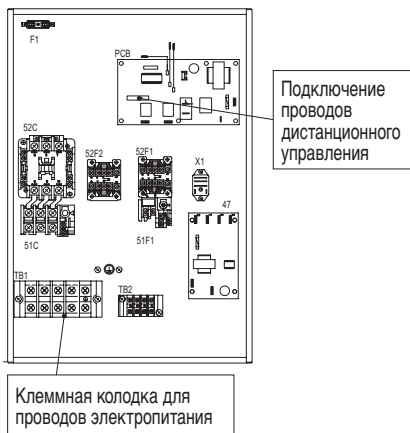 F1
PCB
Подключение
проводов
дистанционного
управления
52C
52F2
52F1
X1
47
51C
51F1
TB1
TB2
Клеммная колодка для
проводов электропитания